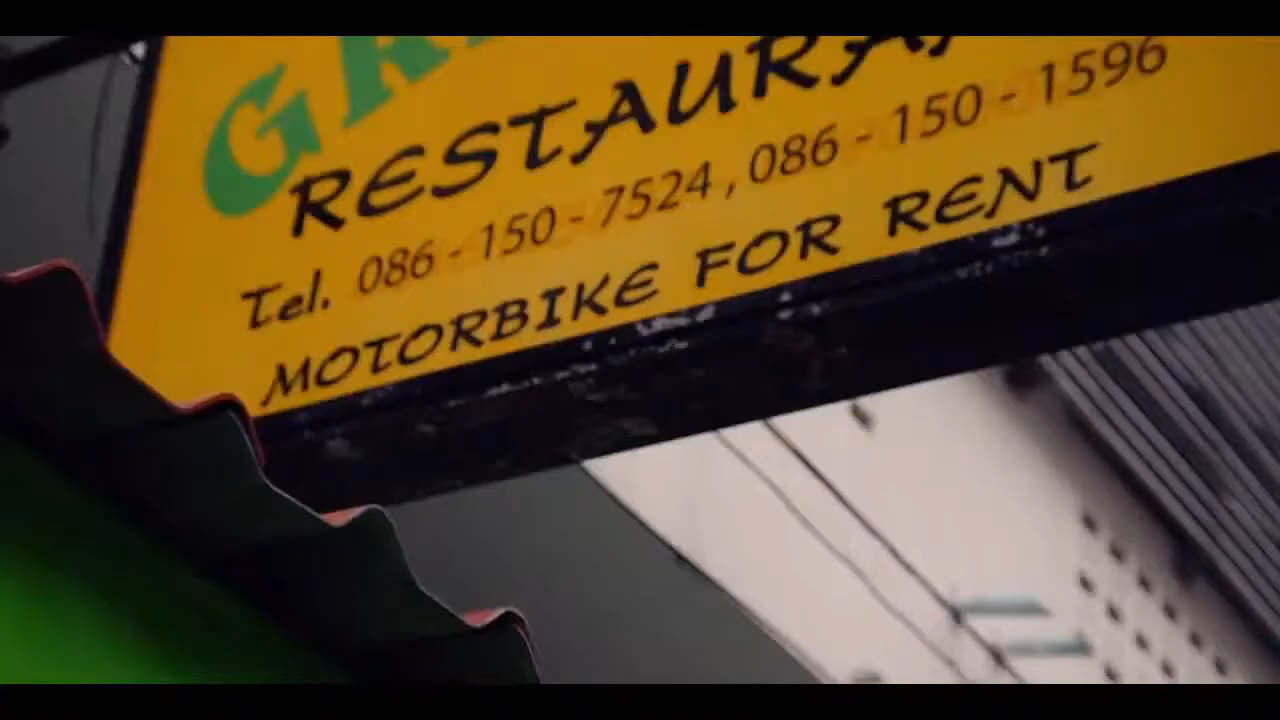 RESTAURA
Tel. 086 - 150 - 7524 , 086 - 150 - 1596
MOTORBIKE FOR RENT